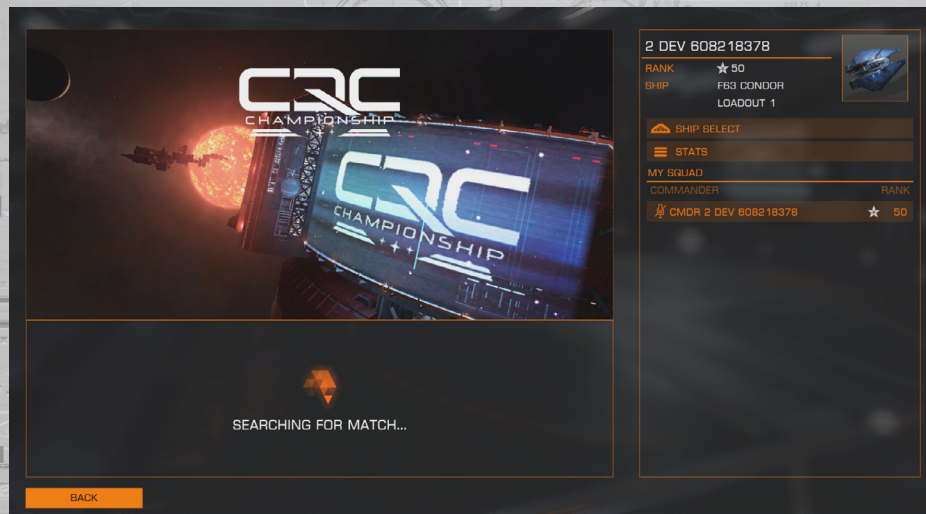 CQC
CHAMPIONSHIP
CQC
CHAMPIONSHIP
SEARCHING FOR MATCH...
BACK
2 DEV 608218378
RANK 50
SHIP F63 CONDOR
LOADOUT 1
SHIP SELECT
STATS
MY SQUAD
COMMANDER RANK
CMDR 2 DEV 608218378 50